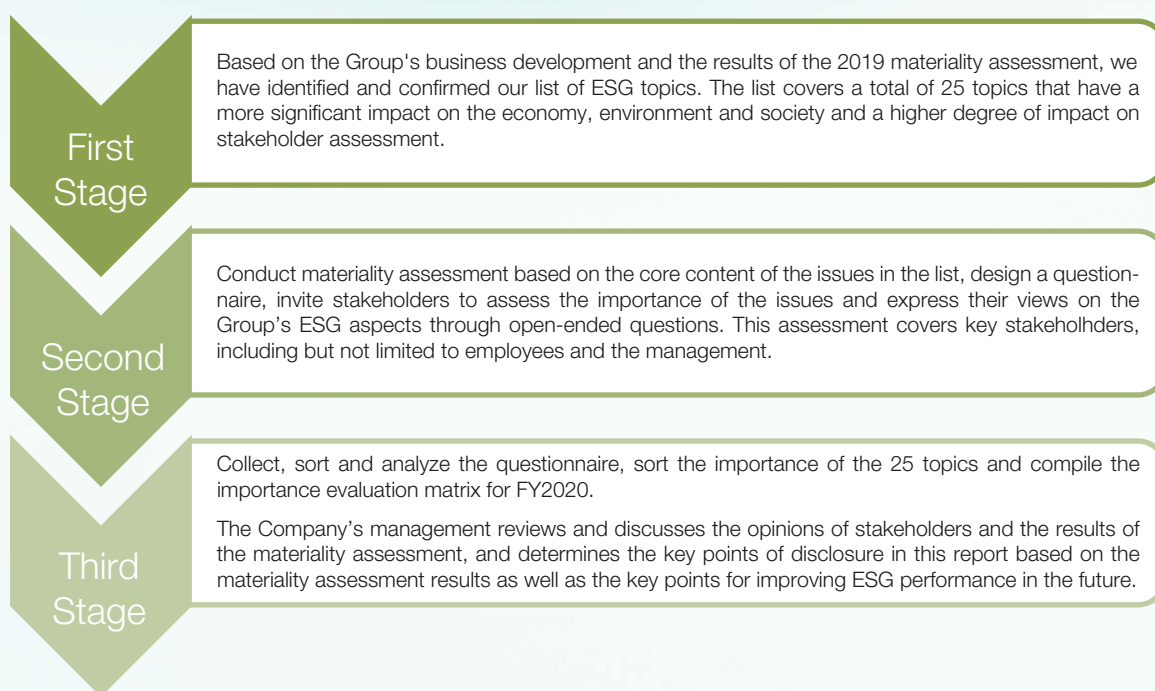 First
Stage
Based on the Group's business development and the results of the 2019 materiality assessment, we
have identified and confirmed our list of ESG topics. The list covers a total of 25 topics that have a
more significant impact on the economy, environment and society and a higher degree of impact on
stakeholder assessment.
Second
Stage
Conduct materiality assessment based on the core content of the issues in the list, design a question-
naire, invite stakeholders to assess the importance of the issues and express their views on the
Group’s ESG aspects through open-ended questions. This assessment covers key stakeholhders,
including but not limited to employees and the management.
Third
Stage
Collect, sort and analyze the questionnaire, sort the importance of the 25 topics and compile the
importance evaluation matrix for FY2020.
The Company’s management reviews and discusses the opinions of stakeholders and the results of
the materiality assessment, and determines the key points of disclosure in this report based on the
materiality assessment results as well as the key points for improving ESG performance in the future.